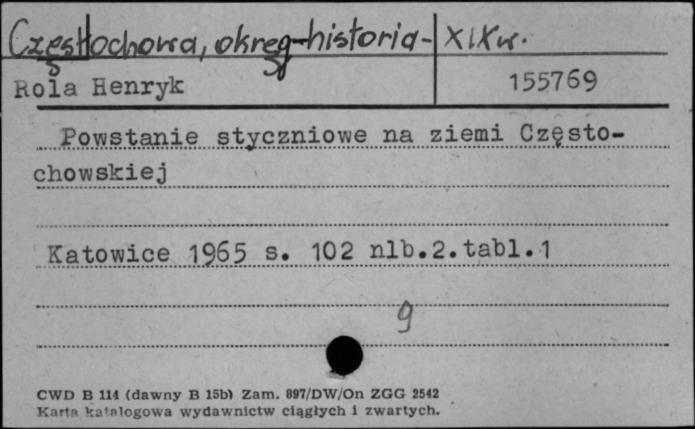 Częstochowa, okręg-historia- XIXw.
Rola Henryk 155769
Powstanie styczniowe na ziemi Często-
chowskiej
Katowice 1965 s. 102 nlb.2.tabl.1
9
CWD B 114 (dawny B 15b) Zam. 897/DW/On ZGG 2542
Karta katalogowa wydawnictw ciągłych i zwartych.